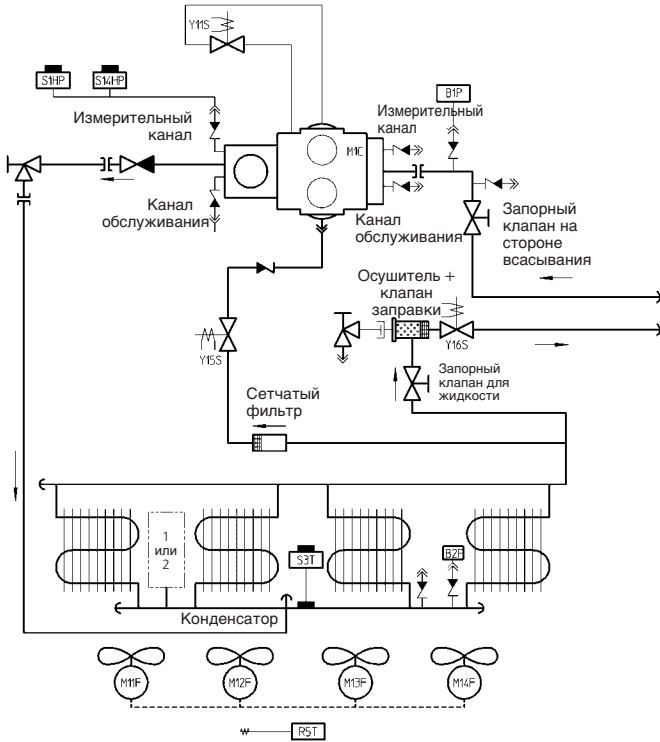 Y11S
S1HP
S14HP
Измерительный
канал
B1P
Измерительный
канал
M1C
Канал
обслуживания
Канал
обслуживания
Запорный
клапан на
стороне
всасывания
Осушитель +
клапан
заправки
Y15S
Y16S
Запорный
клапан для
жидкости
Сетчатый
фильтр
1
или
2
S3T
B2P
Конденсатор
M11F
M12F
M13F
M14F
R5T